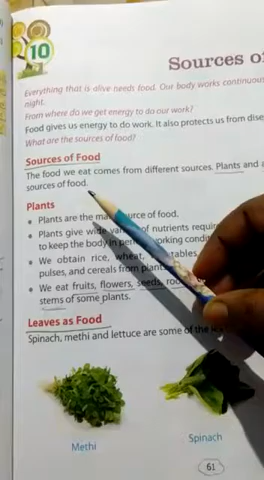 10
Sources o
Everything that is alive needs food. Our body works continuous
night.
From where do we get energy to do our work?
Food gives us energy to do work. It also protects us from dise
What are the sources of food?
Sources of Food
The food we eat comes from different sources. Plants and a
sources of food.
Plants
• Plants are the ma source of food.
• Plants give wide va of nutrients requir
to keep the body in pe working condit
• We obtain rice, wheat, vegetables,
pulses, and cereals from plant
• We eat fruits, flowers, seeds, roo
stems of some plants.
Leaves as Food
Spinach, methi and lettuce are some of the
Methi
Spinach
61